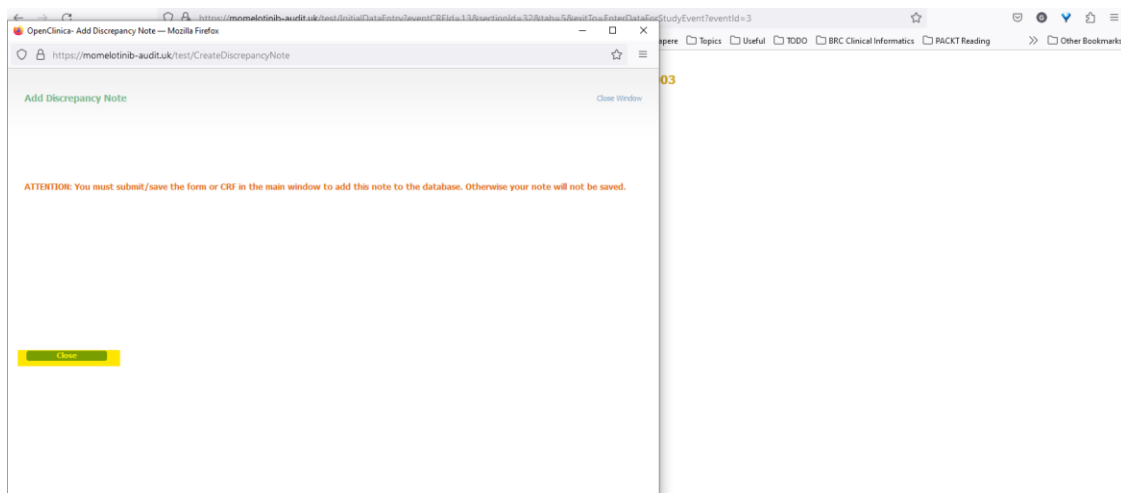 https://momelotinib-audit.uk/test/InitialDataEntry?eventCRFId=13&sectionId=32&tab=5&exitTo=EnterDataForStudyEvent?eventId=3
OpenClinica- Add Discrepancy Note — Mozilla Firefox
Topics Useful TODO BRC Clinical Informatics PACKT Reading Other Bookmarks
https://momelotinib-audit.uk/test/CreateDiscrepancyNote
03
Add Discrepancy Note
Close Window
ATTENTION: You must submit/save the form or CRF in the main window to add this note to the database. Otherwise your note will not be saved.
Close